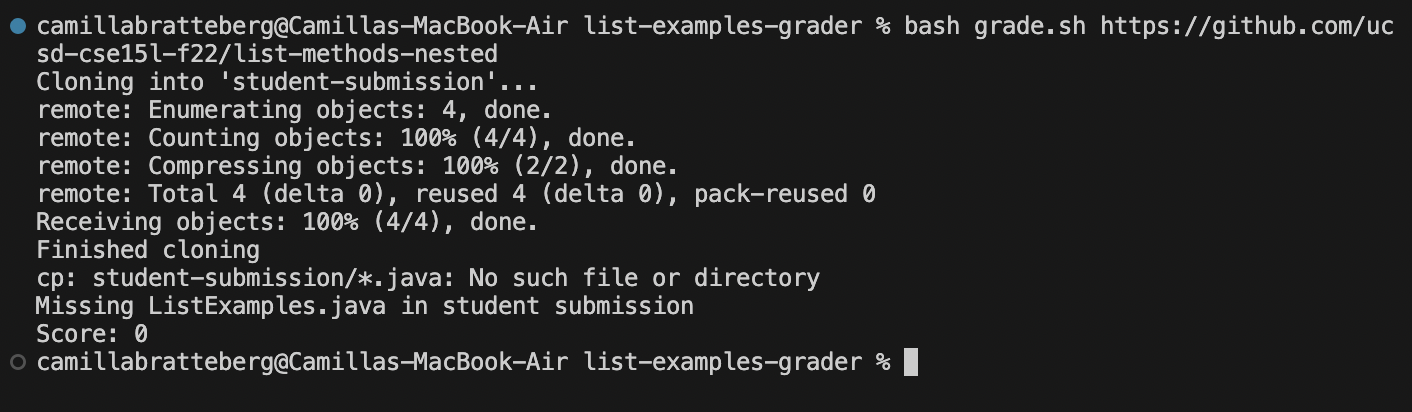 camillabratteberg@Camillas-MacBook-Air list-examples-grader % bash grade.sh https://github.com/uc
sd-cse15l-f22/list-methods-nested
Cloning into 'student-submission'...
remote: Enumerating objects: 4, done.
remote: Counting objects: 100% (4/4), done.
remote: Compressing objects: 100% (2/2), done.
remote: Total 4 (delta 0), reused 4 (delta 0), pack-reused 0
Receiving objects: 100% (4/4), done.
Finished cloning
cp: student-submission/*.java: No such file or directory
Missing ListExamples.java in student submission
Score: 0
camillabratteberg@Camillas-MacBook-Air list-examples-grader %